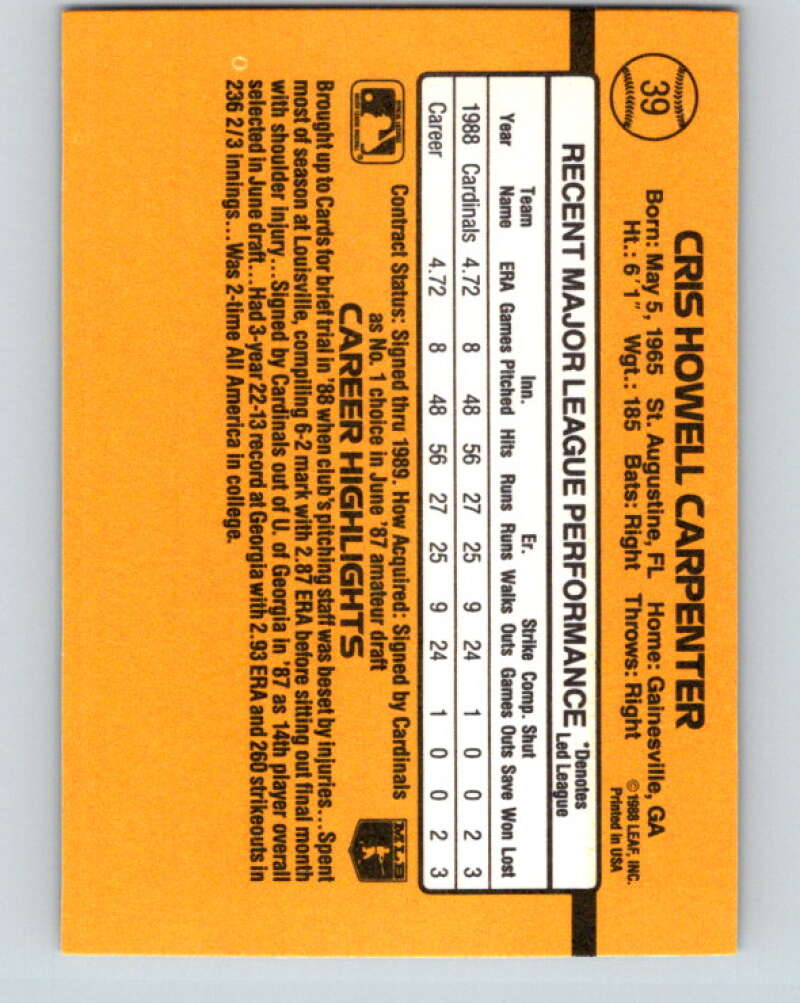 39
CRIS HOWELL CARPENTER
Born: May 5, 1965 St. Augustine, FL Home: Gainesville, GA
Ht.: 6'1" Wgt.: 185 Bats: Right Throws: Right
©1988 LEAF, INC.
Printed in USA
RECENT MAJOR LEAGUE PERFORMANCE *Denotes Led League
Year Team Name ERA Games Inn. Pitched Hits Runs Er. Runs Walks Strike Outs Comp. Games Shut Outs Save Won Lost
1988 Cardinals 4.72 8 48 56 27 25 9 24 1 0 0 2 3
Career 4.72 8 48 56 27 25 9 24 1 0 0 2 3
Contract Status: Signed thru 1989. How Acquired: Signed by Cardinals
as No. 1 choice in June '87 amateur draft
MLB
CAREER HIGHLIGHTS
Brought up to Cards for brief trial in '88 when club's pitching staff was beset by injuries...Spent
most of season at Louisville, compiling 6-2 mark with 2.87 ERA before sitting out final month
with shoulder injury...Signed by Cardinals out of U. of Georgia in '87 as 14th player overall
selected in June draft...Had 3-year 22-13 record at Georgia with 2.93 ERA and 260 strikeouts in
236 2/3 innings...Was 2-time All America in college.